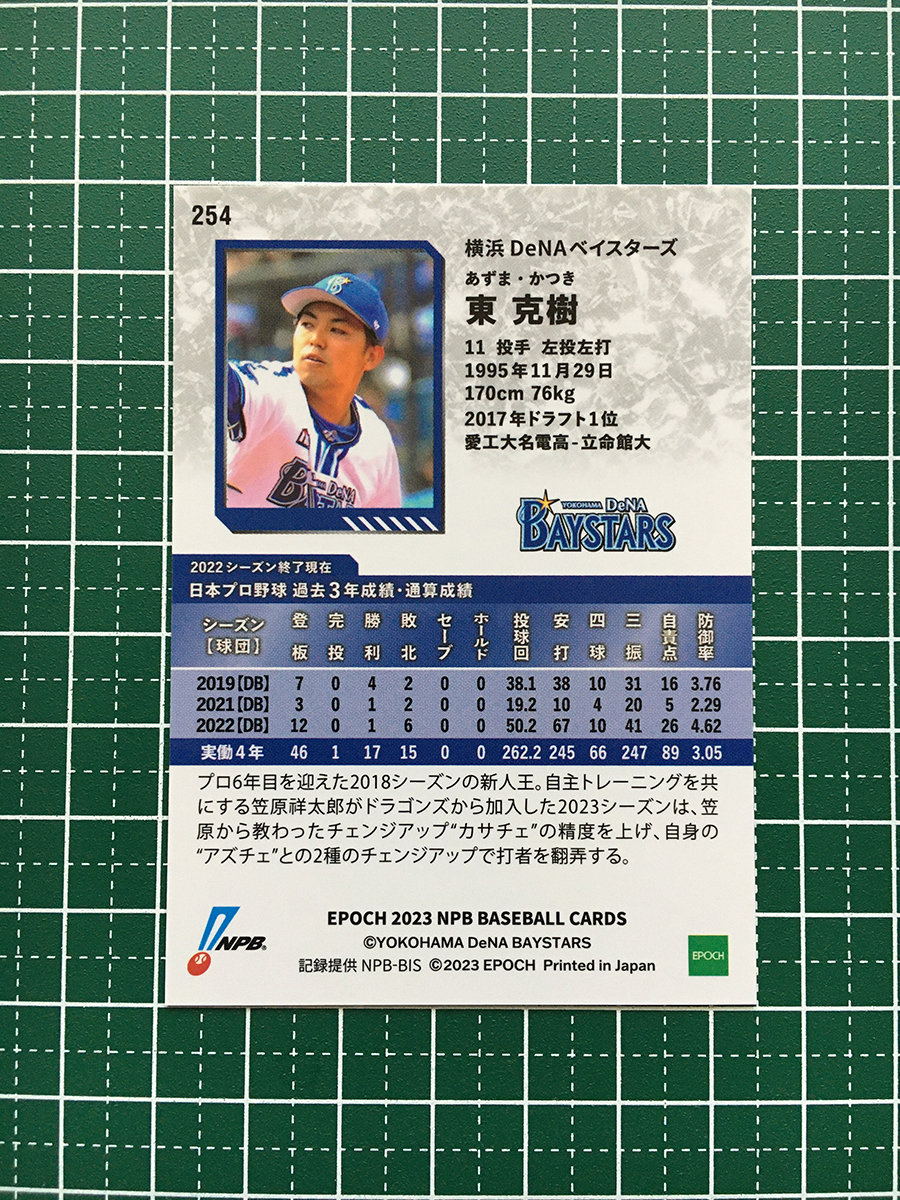 254
横浜 DeNA ベイスターズ
あずま・かつき
東 克樹
11 投手 左投左打
1995年11月29日
170cm 76kg
2017年ドラフト1位
愛工大名電高-立命館大
YOKOHAMA DeNA
BAYSTARS
2022シーズン終了現在
日本プロ野球 過去3年成績・通算成績
シーズン【球団】 登板 完投 勝利 敗北 セーブ ホールド 投球回 安打 四球 三振 自責点 防御率
2019【DB】 7 0 4 2 0 0 38.1 38 10 31 16 3.76
2021【DB】 3 0 1 2 0 0 19.2 10 4 20 5 2.29
2022【DB】 12 0 1 6 0 0 50.2 67 10 41 26 4.62
実働4年 46 1 17 15 0 0 262.2 245 66 247 89 3.05
プロ6年目を迎えた2018シーズンの新人王。自主トレーニングを共
にする笠原祥太郎がドラゴンズから加入した2023シーズンは、笠
原から教わったチェンジアップ“カサチェ”の精度を上げ、自身の
“アズチェ”との2種のチェンジアップで打者を翻弄する。
NPB®
EPOCH 2023 NPB BASEBALL CARDS
©YOKOHAMA DeNA BAYSTARS
記録提供 NPB-BIS ©2023 EPOCH Printed in Japan
EPOCH